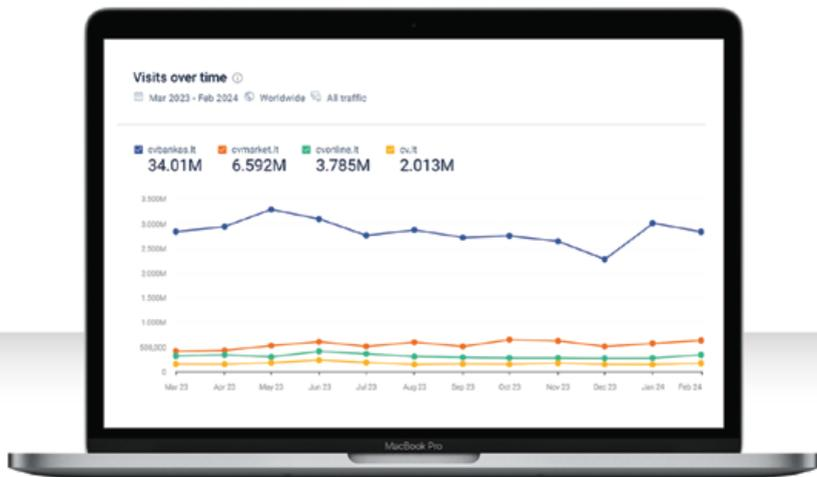 Visits over time
Mar 2023 - Feb 2024 Worldwide All traffic
cvbankas.lt cvmarket.lt cvonline.lt cv.lt
34.01M 6.592M 3.785M 2.013M
3.500M
3.000M
2.500M
2.000M
1.500M
1.000M
500,000
0
Mar 23 Apr 23 May 23 Jun 23 Jul 23 Aug 23 Sep 23 Oct 23 Nov 23 Dec 23 Jan 24 Feb 24
MacBook Pro